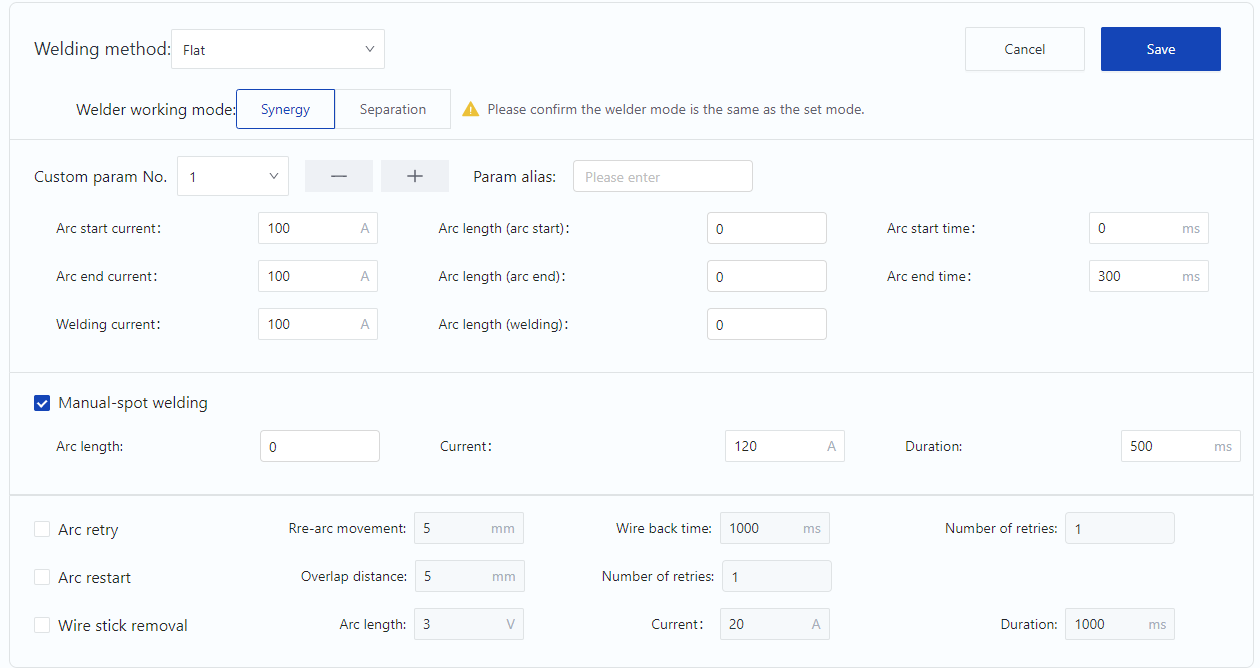 Welding method: Flat Cancel Save
Welder working mode: Synergy Separation Please confirm the welder mode is the same as the set mode.
Custom param No. 1 — + Param alias: Please enter
Arc start current: 100 A Arc length (arc start): 0 Arc start time: 0 ms
Arc end current: 100 A Arc length (arc end): 0 Arc end time: 300 ms
Welding current: 100 A Arc length (welding): 0
Manual-spot welding
Arc length: 0 Current: 120 A Duration: 500 ms
Arc retry Rre-arc movement: 5 mm Wire back time: 1000 ms Number of retries: 1
Arc restart Overlap distance: 5 mm Number of retries: 1
Wire stick removal Arc length: 3 V Current: 20 A Duration: 1000 ms